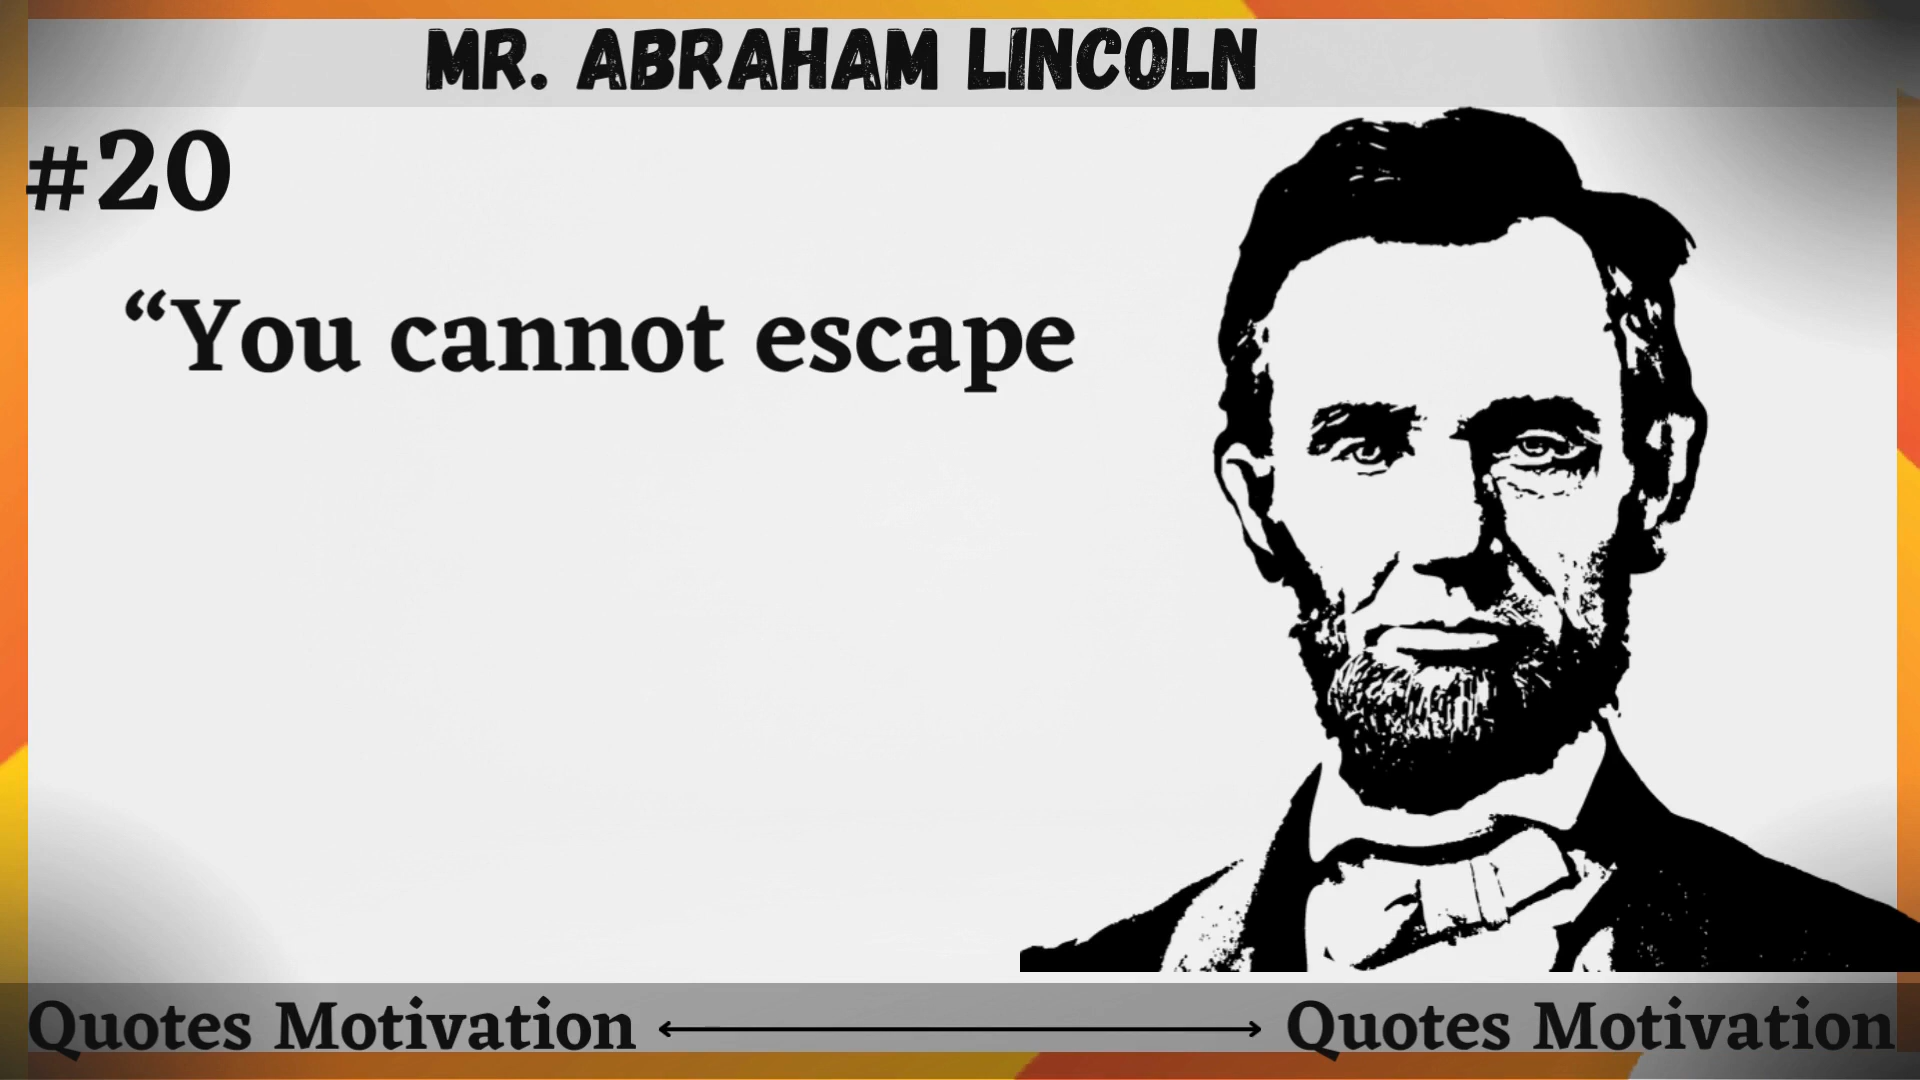 MR. ABRAHAM LINCOLN
#20
“You cannot escape
Quotes Motivation
Quotes Motivation